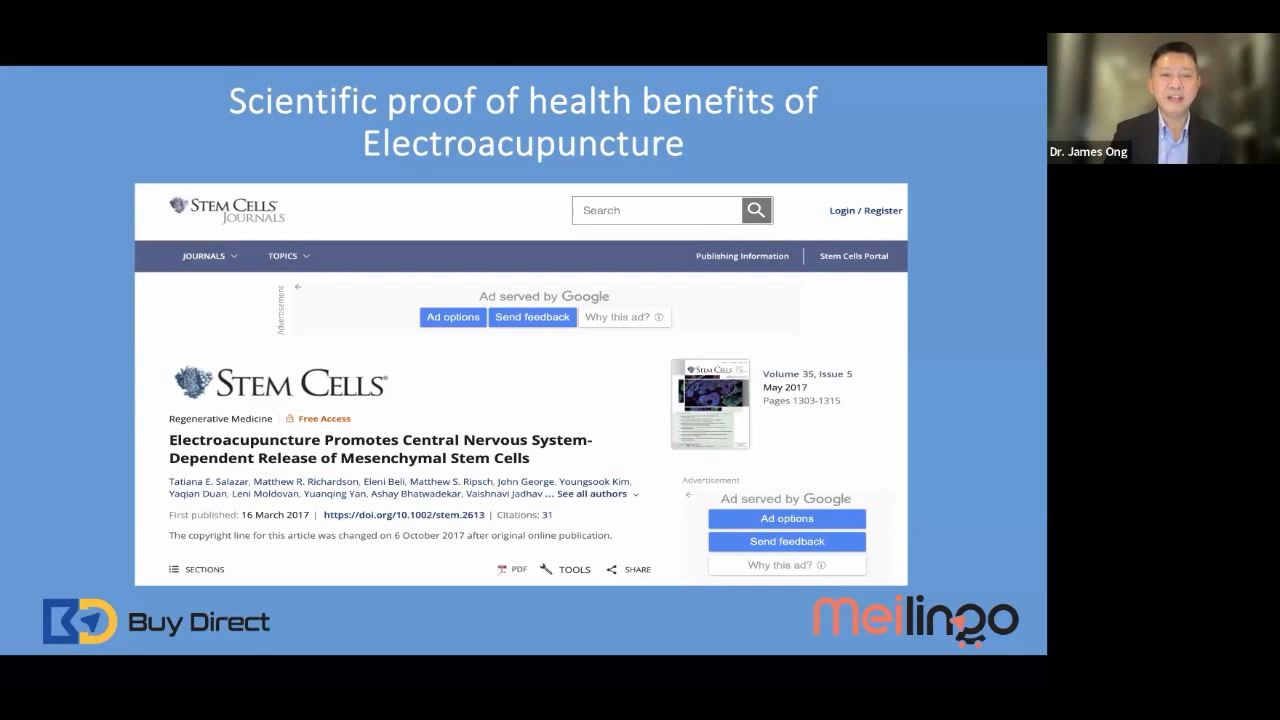 Scientific proof of health benefits of
Electroacupuncture
Dr. James Ong
STEM CELLS
JOURNALS
Search
Login / Register
JOURNALS
TOPICS
Publishing Information
Stem Cells Portal
Advertisement
Ad served by Google
Ad options
Send feedback
Why this ad?
STEM CELLS®
Regenerative Medicine
Free Access
Electroacupuncture Promotes Central Nervous System-
Dependent Release of Mesenchymal Stem Cells
Tatiana E. Salazar, Matthew R. Richardson, Eleni Beli, Matthew S. Ripsch, John George, Youngsook Kim,
Yaqian Duan, Leni Moldovan, Yuanqing Yan, Ashay Bhatwadekar, Vaishnavi Jadhav ... See all authors
First published: 16 March 2017 | https://doi.org/10.1002/stem.2613 | Citations: 31
The copyright line for this article was changed on 6 October 2017 after original online publication.
SECTIONS
PDF
TOOLS
SHARE
STEM CELLS
Volume 35, Issue 5
May 2017
Pages 1303-1315
Advertisement
Ad served by Google
Ad options
Send feedback
Why this ad?
Buy Direct
meilingo